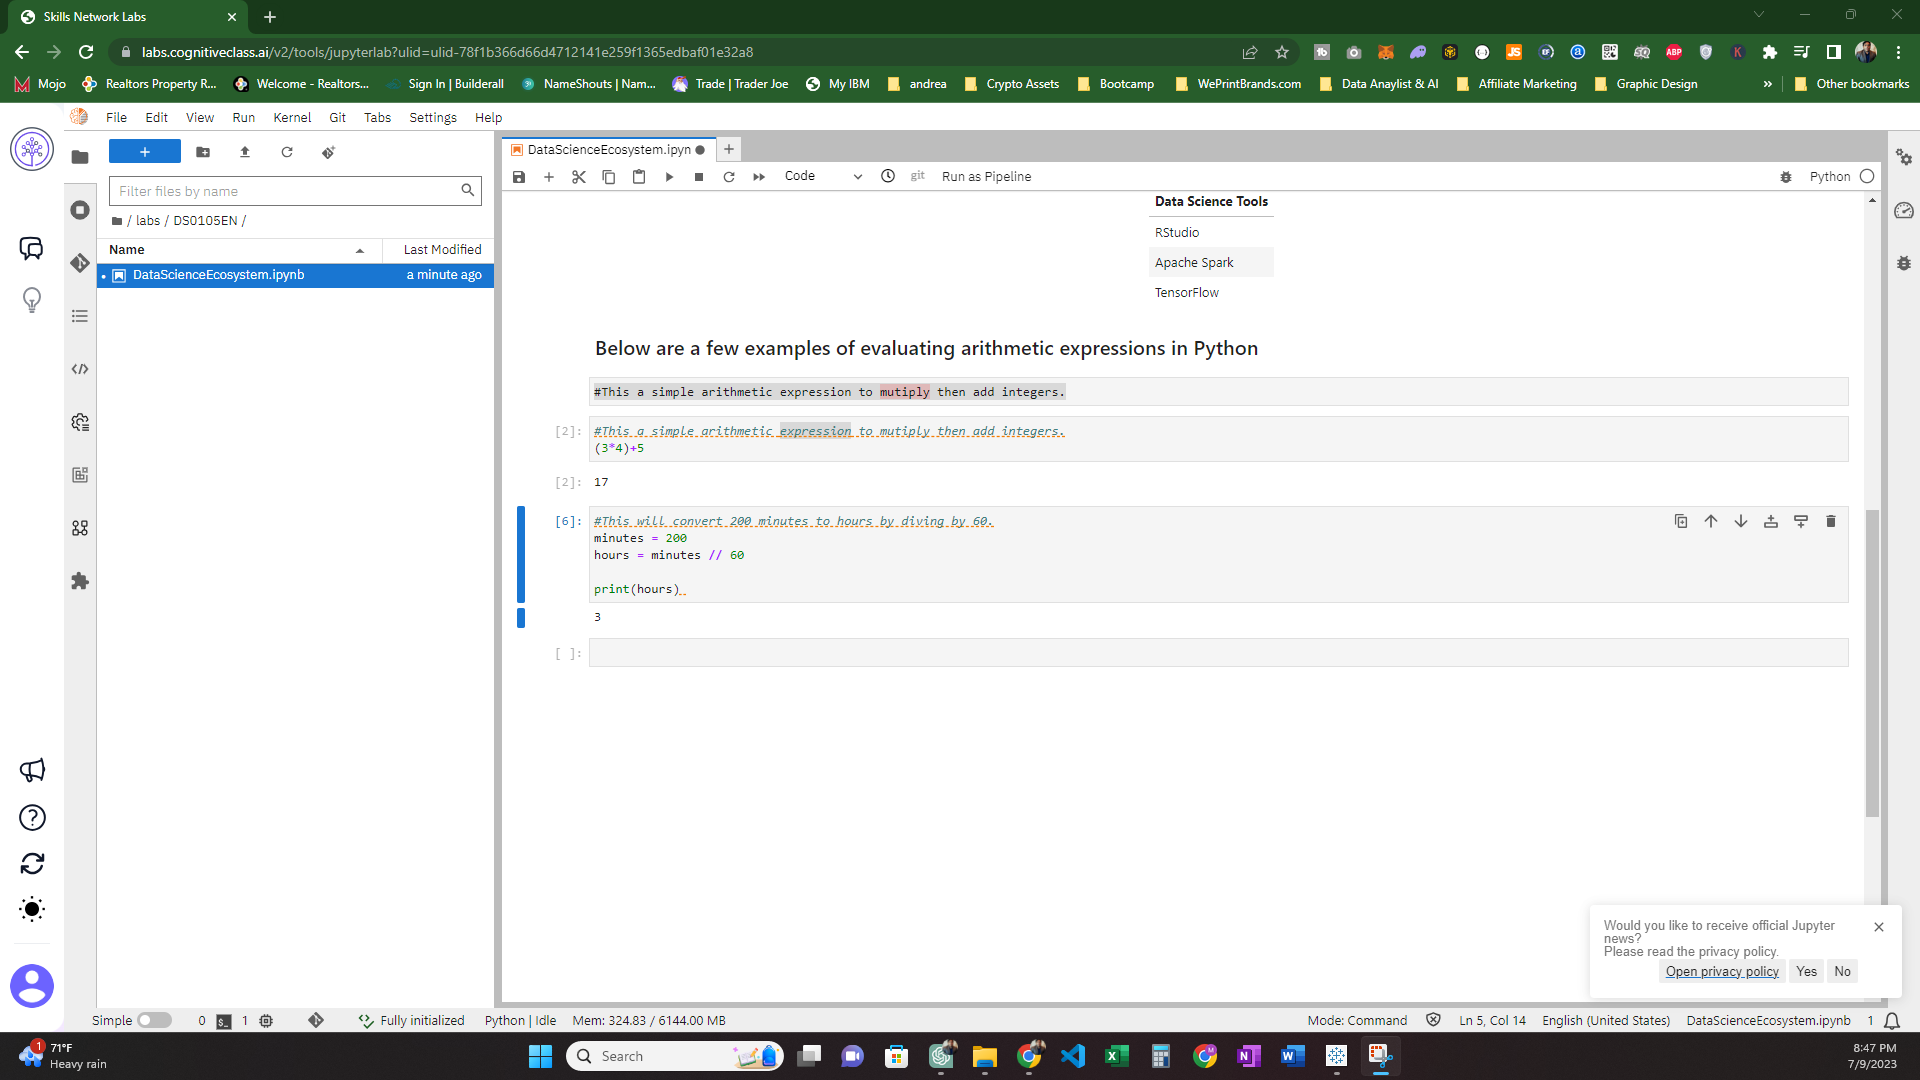 Skills Network Labs
labs.cognitiveclass.ai/v2/tools/jupyterlab?ulid=ulid-78f1b366d66d4712141e259f1365edbaf01e32a8
Mojo Realtors Property R... Welcome - Realtors... Sign In | Builderall NameShouts | Nam... Trade | Trader Joe My IBM andrea Crypto Assets Bootcamp WePrintBrands.com Data Anaylist & AI Affiliate Marketing Graphic Design » Other bookmarks
File Edit View Run Kernel Git Tabs Settings Help
DataScienceEcosystem.ipyn
Code git Run as Pipeline Python
Filter files by name
/ labs / DS0105EN /
Name Last Modified
DataScienceEcosystem.ipynb a minute ago
Data Science Tools
RStudio
Apache Spark
TensorFlow
Below are a few examples of evaluating arithmetic expressions in Python
#This a simple arithmetic expression to mutiply then add integers.
[2]: #This a simple arithmetic expression to mutiply then add integers.
(3*4)+5
[2]: 17
[6]: #This will convert 200 minutes to hours by diving by 60.
minutes = 200
hours = minutes // 60
print(hours)
3
[ ]:
Would you like to receive official Jupyter
news?
Please read the privacy policy.
Open privacy policy Yes No
Simple 0 1 Fully initialized Python | Idle Mem: 324.83 / 6144.00 MB Mode: Command Ln 5, Col 14 English (United States) DataScienceEcosystem.ipynb 1
1 71°F
Heavy rain
Search
8:47 PM
7/9/2023